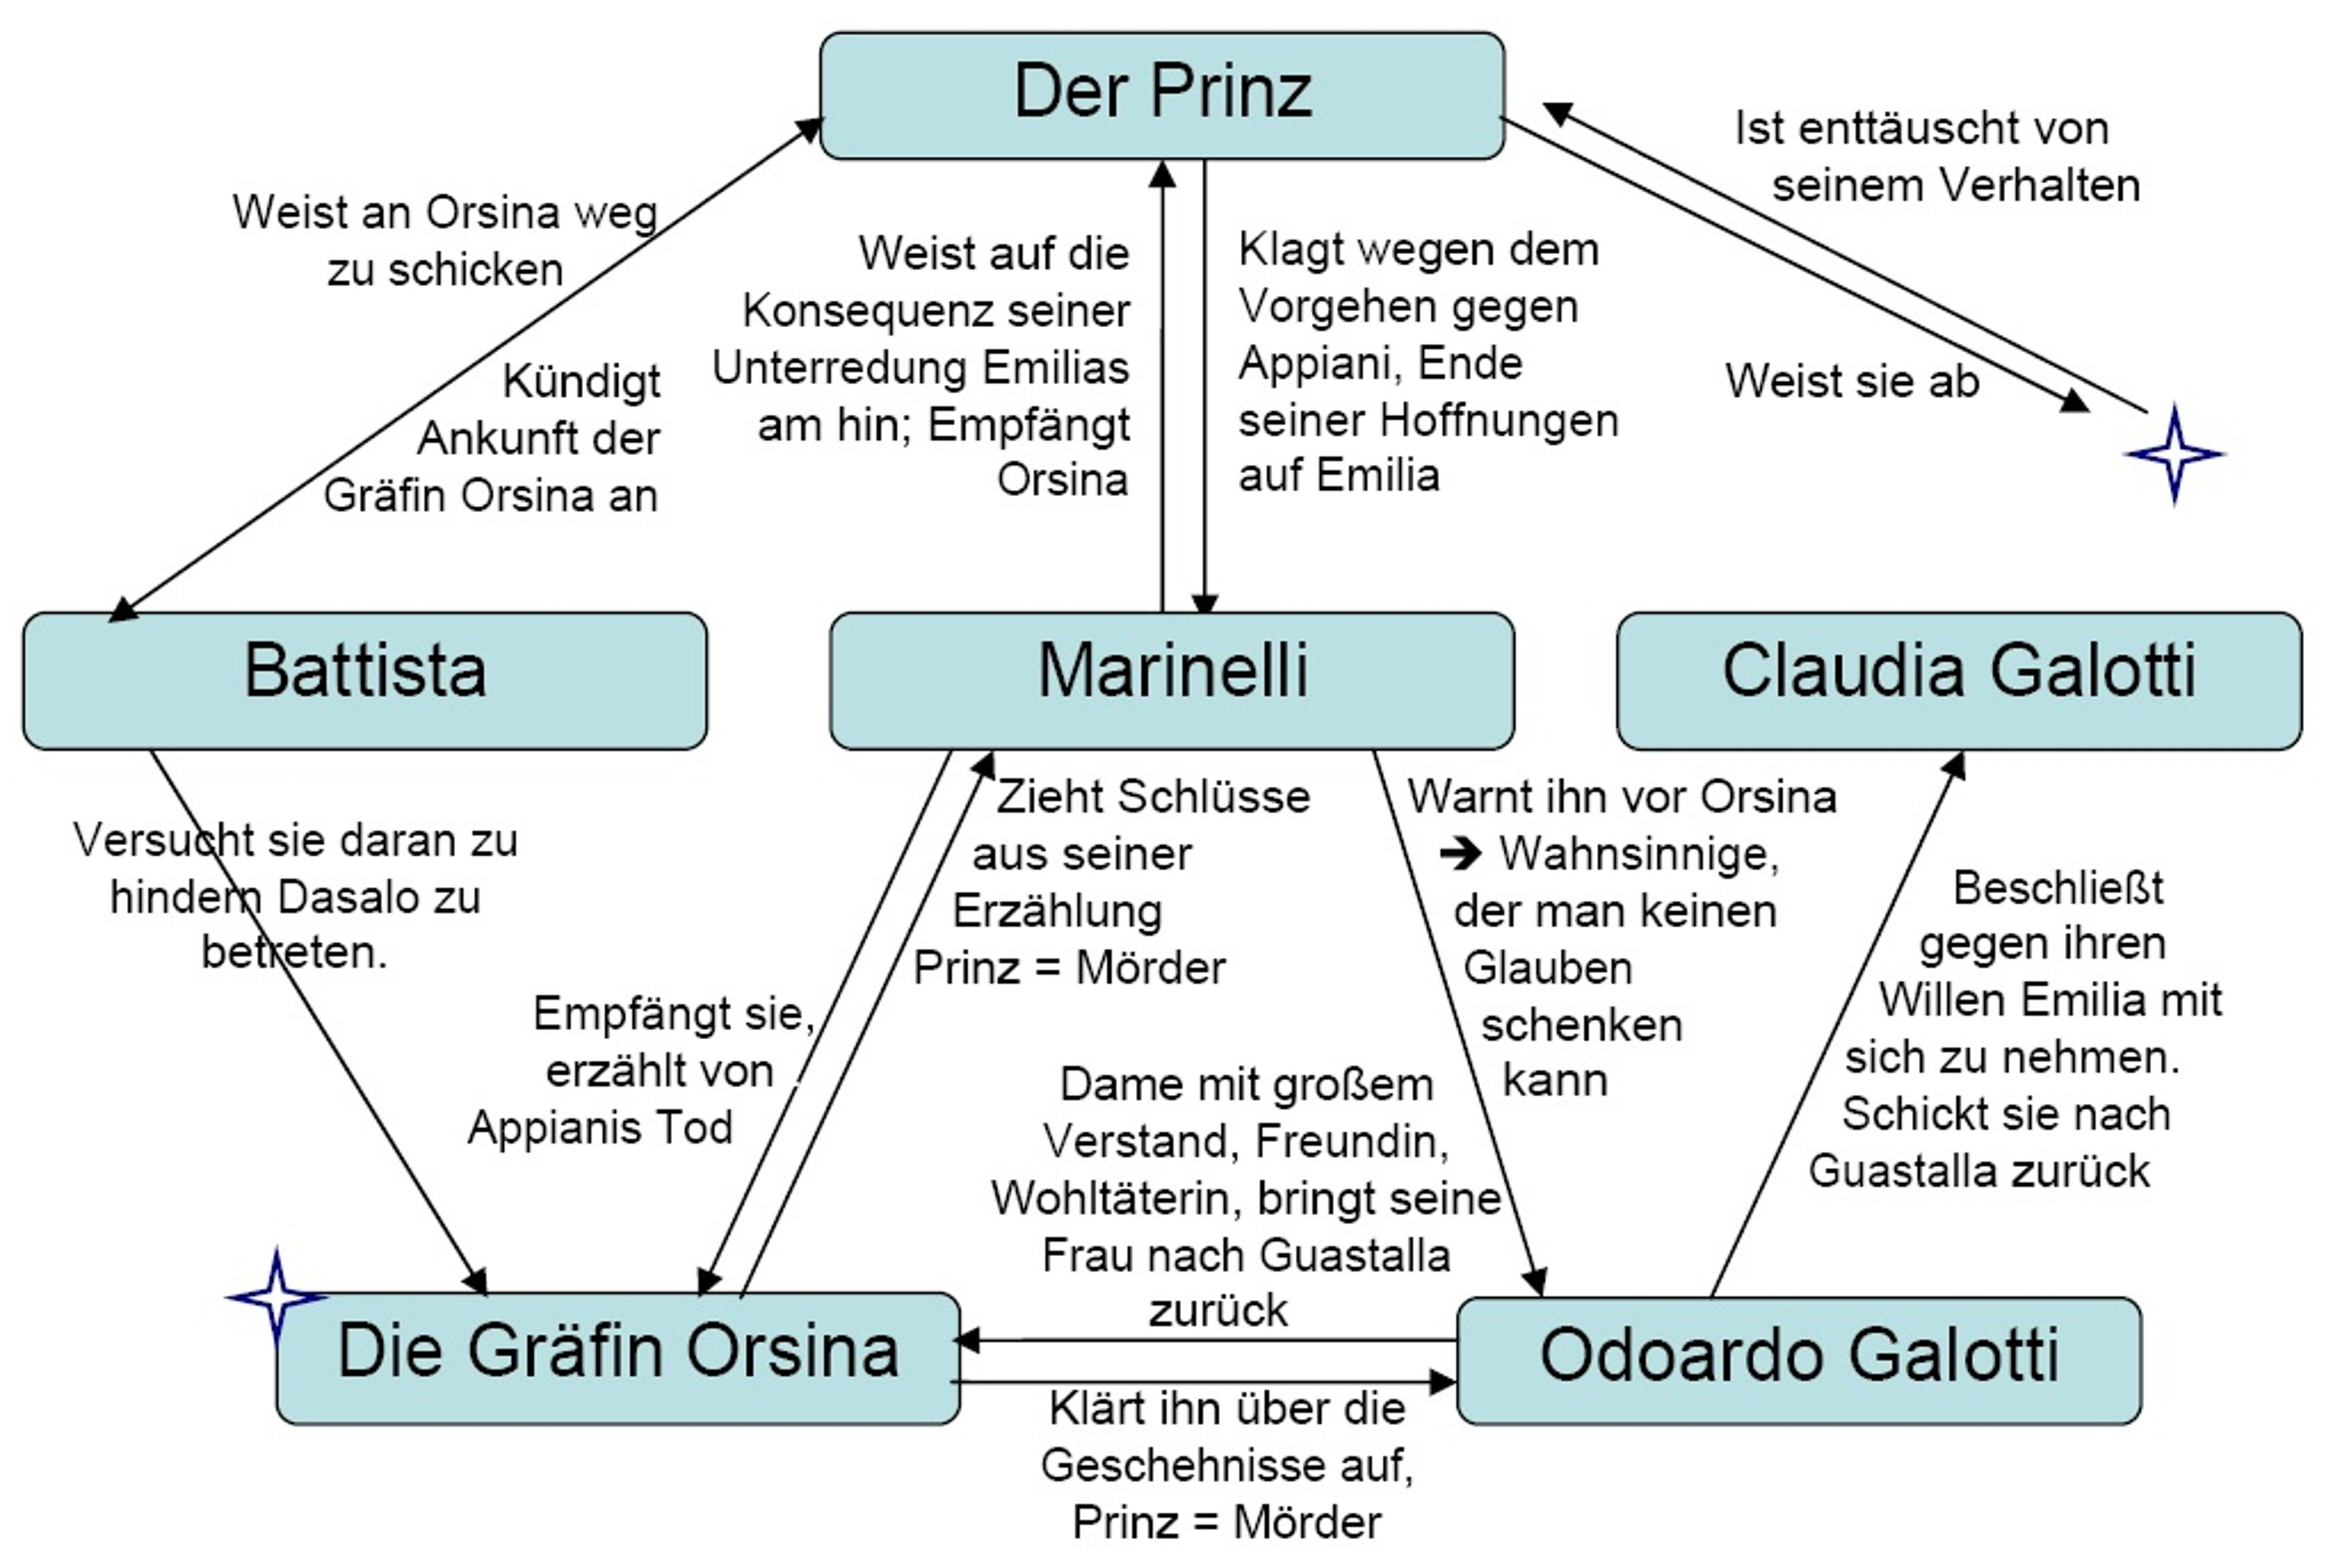 Der Prinz
Ist enttäuscht von
seinem Verhalten
Weist an Orsina weg
zu schicken
Weist auf die
Konsequenz seiner
Unterredung Emilias
am hin; Empfängt
Orsina
Klagt wegen dem
Vorgehen gegen
Appiani, Ende
seiner Hoffnungen
auf Emilia
Weist sie ab
Kündigt
Ankunft der
Gräfin Orsina an
Battista
Marinelli
Claudia Galotti
Versucht sie daran zu
hindern Dasalo zu
betreten.
Zieht Schlüsse
aus seiner
Erzählung
Prinz = Mörder
Warnt ihn vor Orsina
➔ Wahnsinnige,
der man keinen
Glauben
schenken
kann
Beschließt
gegen ihren
Willen Emilia mit
sich zu nehmen.
Schickt sie nach
Guastalla zurück
Empfängt sie,
erzählt von
Appianis Tod
Dame mit großem
Verstand, Freundin,
Wohltäterin, bringt seine
Frau nach Guastalla
zurück
Die Gräfin Orsina
Odoardo Galotti
Klärt ihn über die
Geschehnisse auf,
Prinz = Mörder